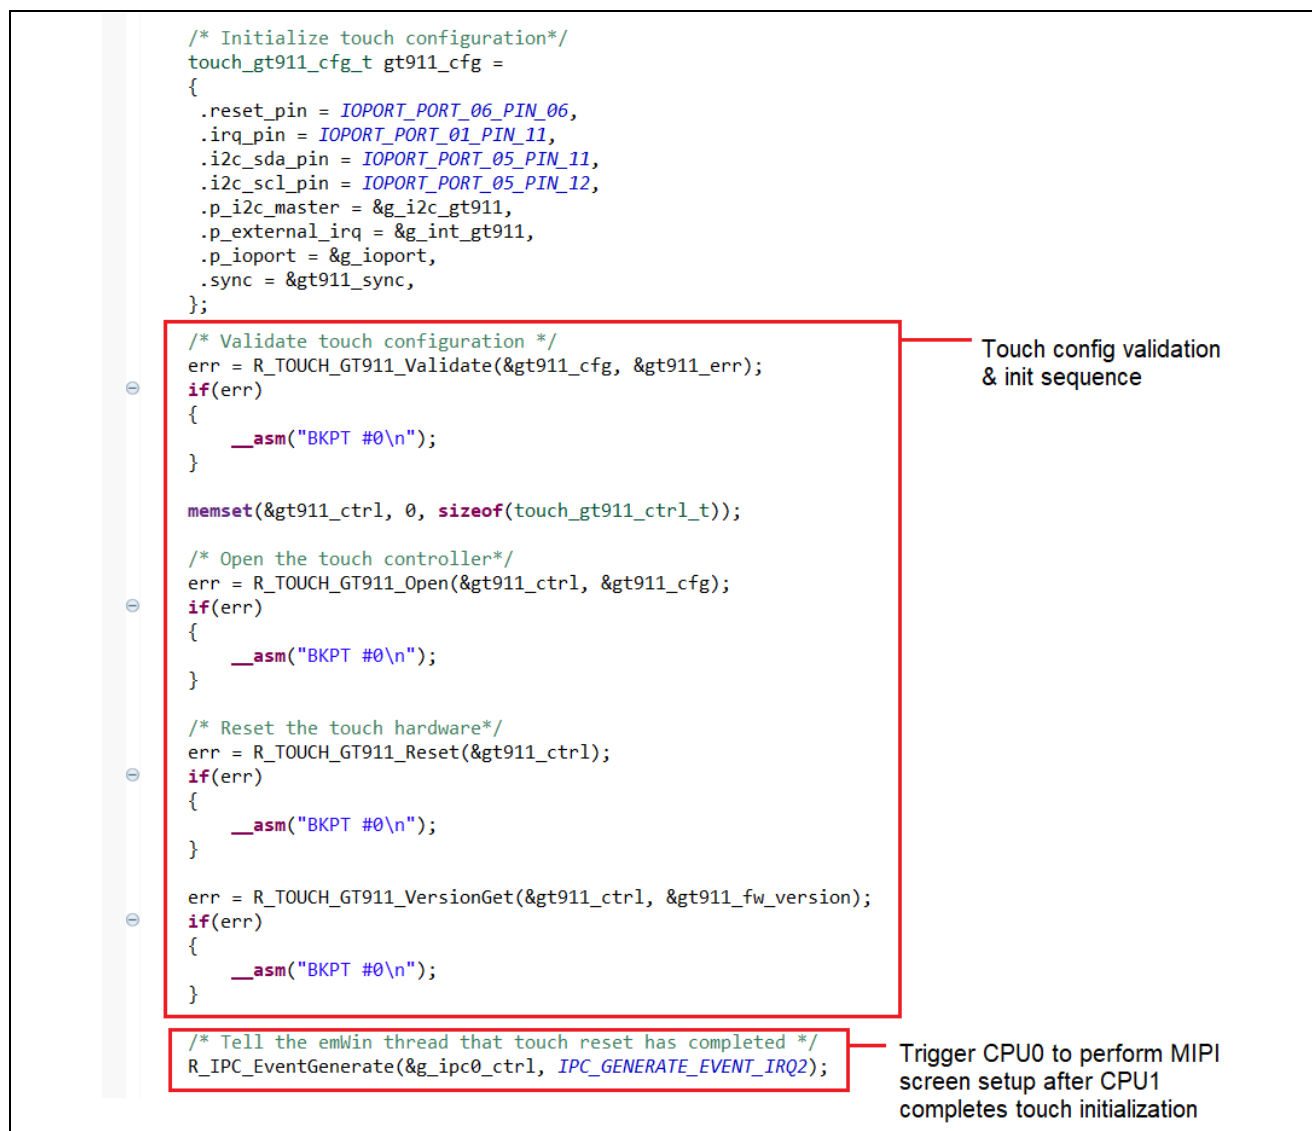 /* Initialize touch configuration*/
touch_gt911_cfg_t gt911_cfg =
{
.reset_pin = IOPORT_PORT_06_PIN_06,
.irq_pin = IOPORT_PORT_01_PIN_11,
.i2c_sda_pin = IOPORT_PORT_05_PIN_11,
.i2c_scl_pin = IOPORT_PORT_05_PIN_12,
.p_i2c_master = &g_i2c_gt911,
.p_external_irq = &g_int_gt911,
.p_ioport = &g_ioport,
.sync = &gt911_sync,
};
/* Validate touch configuration */
err = R_TOUCH_GT911_Validate(&gt911_cfg, &gt911_err);
if(err)
{
__asm("BKPT #0\n");
}
memset(&gt911_ctrl, 0, sizeof(touch_gt911_ctrl_t));
/* Open the touch controller*/
err = R_TOUCH_GT911_Open(&gt911_ctrl, &gt911_cfg);
if(err)
{
__asm("BKPT #0\n");
}
/* Reset the touch hardware*/
err = R_TOUCH_GT911_Reset(&gt911_ctrl);
if(err)
{
__asm("BKPT #0\n");
}
err = R_TOUCH_GT911_VersionGet(&gt911_ctrl, &gt911_fw_version);
if(err)
{
__asm("BKPT #0\n");
}
Touch config validation
& init sequence
/* Tell the emWin thread that touch reset has completed */
R_IPC_EventGenerate(&g_ipc0_ctrl, IPC_GENERATE_EVENT_IRQ2);
Trigger CPU0 to perform MIPI
screen setup after CPU1
completes touch initialization